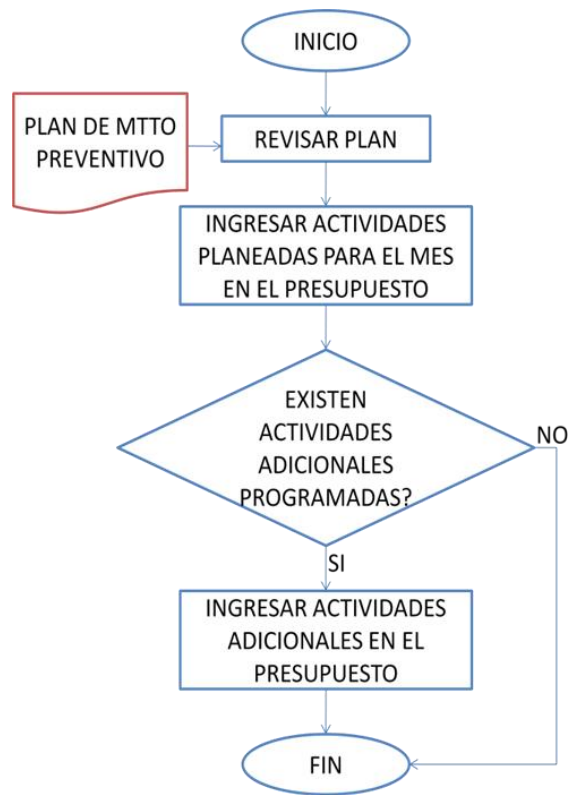 INICIO
PLAN DE MTTO
PREVENTIVO
REVISAR PLAN
INGRESAR ACTIVIDADES
PLANEADAS PARA EL MES
EN EL PRESUPUESTO
EXISTEN
ACTIVIDADES
ADICIONALES
PROGRAMADAS?
NO
SI
INGRESAR ACTIVIDADES
ADICIONALES EN EL
PRESUPUESTO
FIN